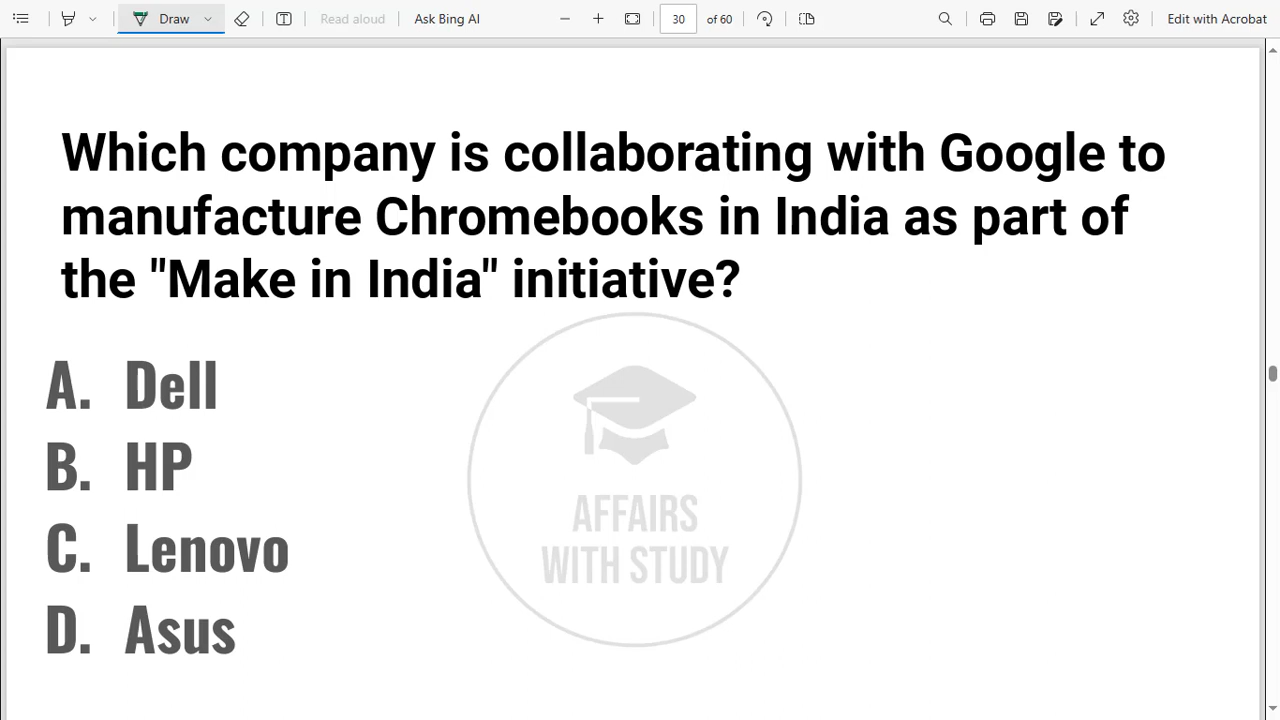 Draw
Read aloud
Ask Bing AI
30
of 60
Edit with Acrobat
Which company is collaborating with Google to
manufacture Chromebooks in India as part of
the "Make in India" initiative?
A. Dell
B. HP
C. Lenovo
D. Asus
AFFAIRS
WITH STUDY